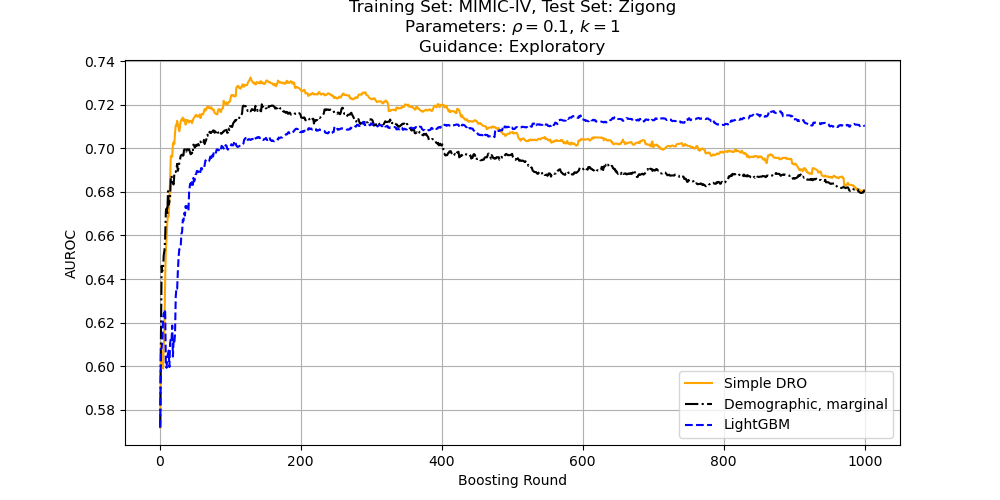 Training Set: MIMIC-IV, Test Set: Zigong
Parameters: ρ = 0.1, k = 1
Guidance: Exploratory
AUROC
0.74
0.72
0.70
0.68
0.66
0.64
0.62
0.60
0.58
0 200 400 600 800 1000
Boosting Round
Simple DRO
Demographic, marginal
LightGBM